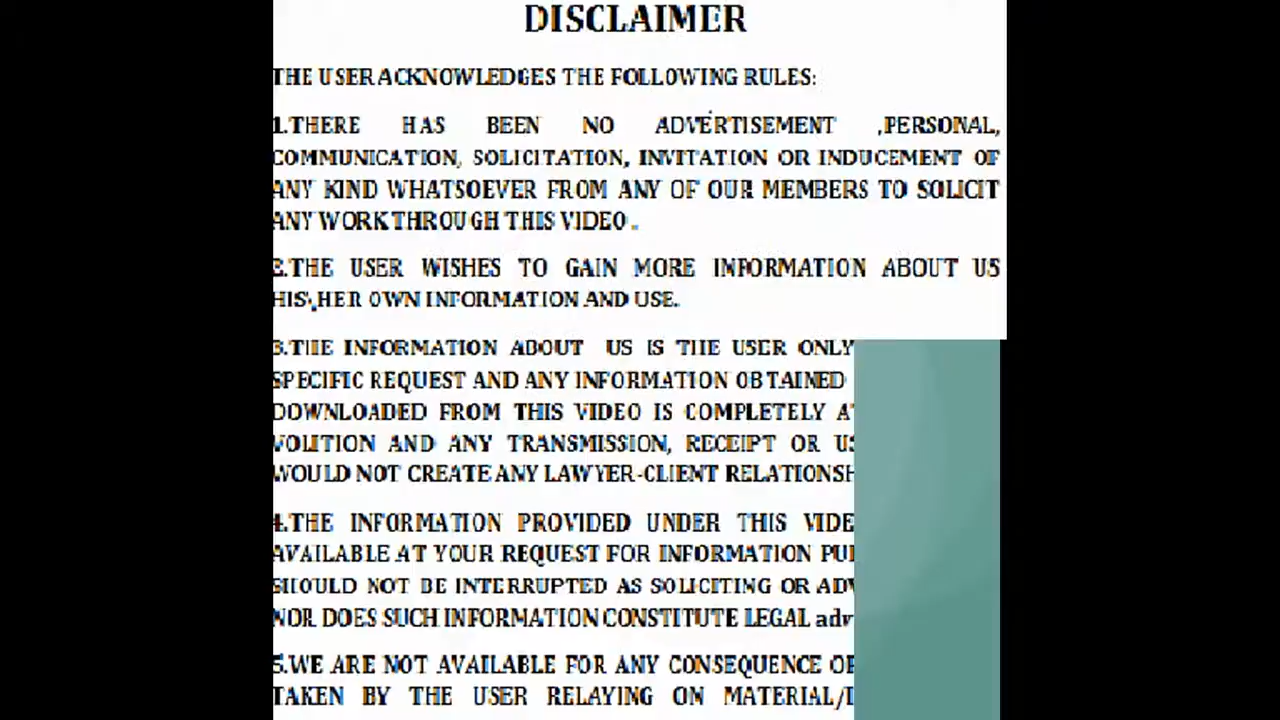 DISCLAIMER
THE USER ACKNOWLEDGES THE FOLLOWING RULES:
1.THERE HAS BEEN NO ADVERTISEMENT ,PERSONAL,
COMMUNICATION, SOLICITATION, INVITATION OR INDUCEMENT OF
ANY KIND WHATSOEVER FROM ANY OF OUR MEMBERS TO SOLICIT
ANY WORK THROUGH THIS VIDEO .
2.THE USER WISHES TO GAIN MORE INFORMATION ABOUT US
HIS\HER OWN INFORMATION AND USE.
3.THE INFORMATION ABOUT US IS THE USER ONLY
SPECIFIC REQUEST AND ANY INFORMATION OBTAINED
DOWNLOADED FROM THIS VIDEO IS COMPLETELY
VOLITION AND ANY TRANSMISSION, RECEIPT OR
WOULD NOT CREATE ANY LAWYER-CLIENT
4.THE INFORMATION PROVIDED UNDER THIS
AVAILABLE AT YOUR REQUEST FOR INFORMATION
SHOULD NOT BE INTERRUPTED AS SOLICITING OR
NOR DOES SUCH INFORMATION CONSTITUTE LEGAL
5.WE ARE NOT AVAILABLE FOR ANY CONSEQUENCE
TAKEN BY THE USER RELAYING ON MATERIAL/